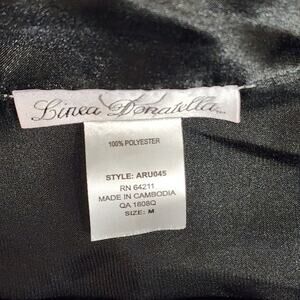 Linea Donatella...
100% POLYESTER
STYLE: ARU045
RN 64211
MADE IN CAMBODIA
QA 1808Q
SIZE: M